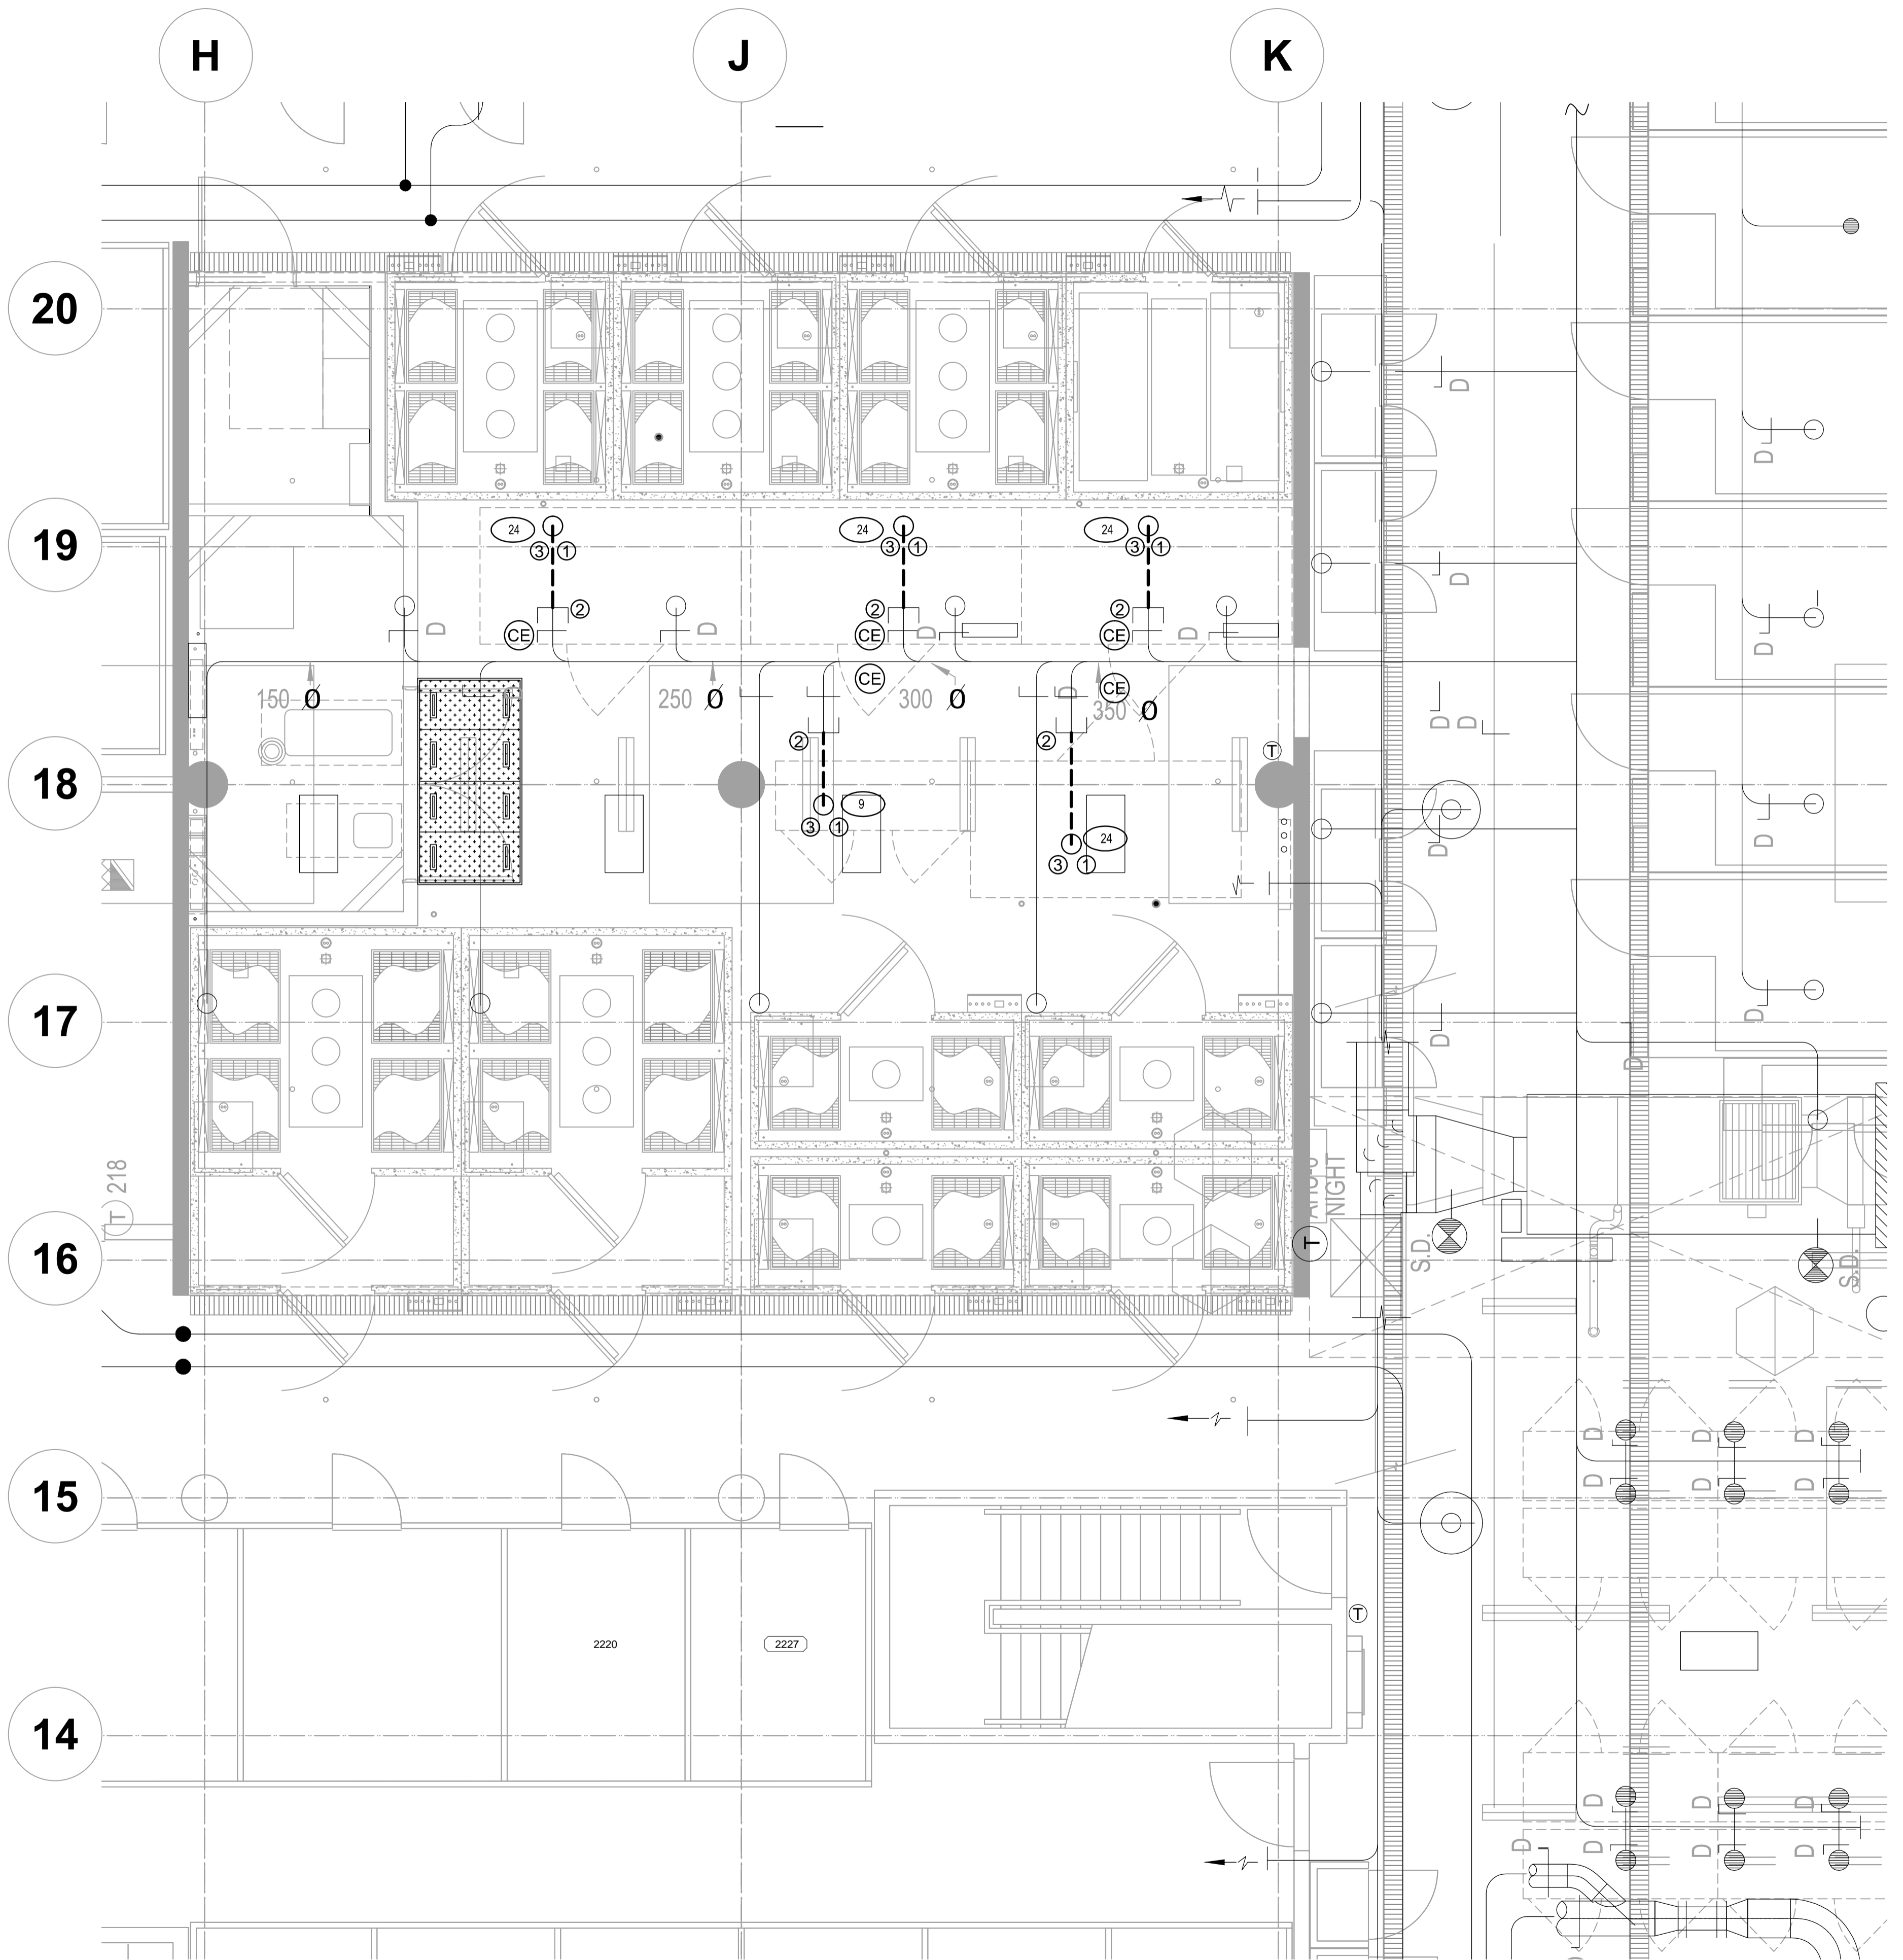 H J K
20
D
D
19
24 24 24
3 1 3 1 3 1
D
D
2 2 2
CE CE CE
D D D D
D
CE CE
150 Ø 250 Ø 300 Ø 350 Ø
D
D D
2 2
T
18
9
3 1
24
3 1
D
D
17
D
D
D
T 218
NIGHT
T
16
S.D.
S.D.
D D D
15
D D D
T
2220 2227
14
D D D
D
D D D